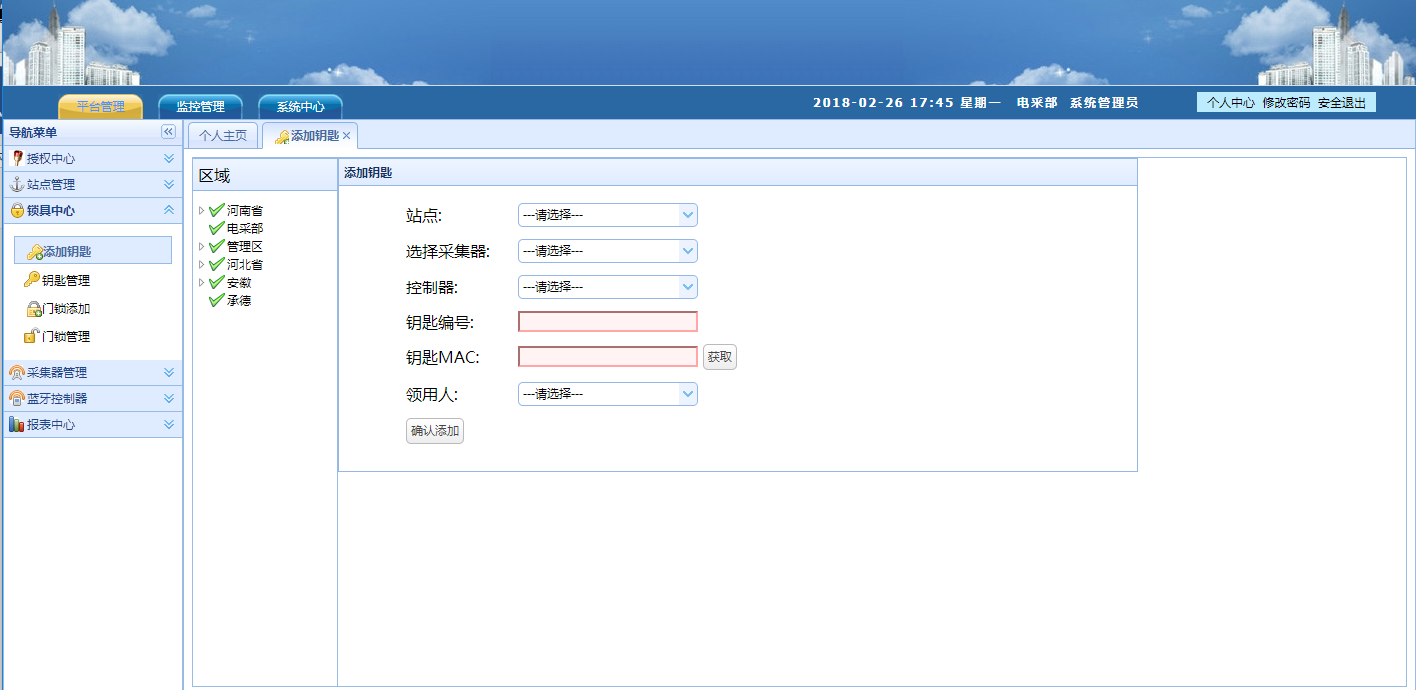 平台管理 监控管理 系统中心 2018-02-26 17:45 星期一 电采部 系统管理员 个人中心 修改密码 安全退出
导航菜单
授权中心
站点管理
锁具中心
添加钥匙
钥匙管理
门锁添加
门锁管理
采集器管理
蓝牙控制器
报表中心
个人主页 添加钥匙
区域
河南省
电采部
管理区
河北省
安徽
承德
添加钥匙
站点: ---请选择---
选择采集器: ---请选择---
控制器: ---请选择---
钥匙编号:
钥匙MAC: 获取
领用人: ---请选择---
确认添加